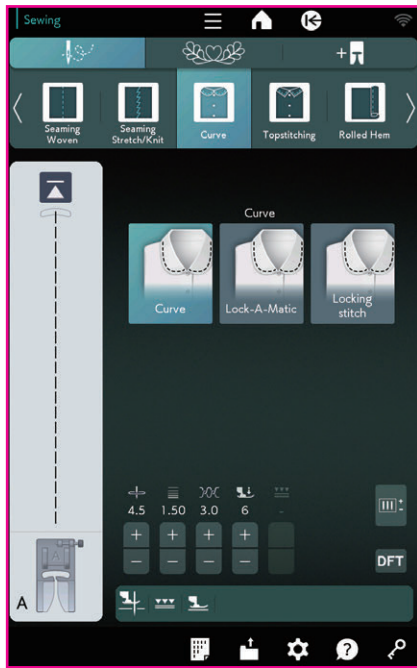 Sewing
Seaming
Woven
Seaming
Stretch/Knit
Curve
Topstitching
Rolled Hem
Curve
Curve
Lock-A-Matic
Locking
stitch
4.5 1.50 3.0 6 -
+ + + +
- - - -
DFT
A